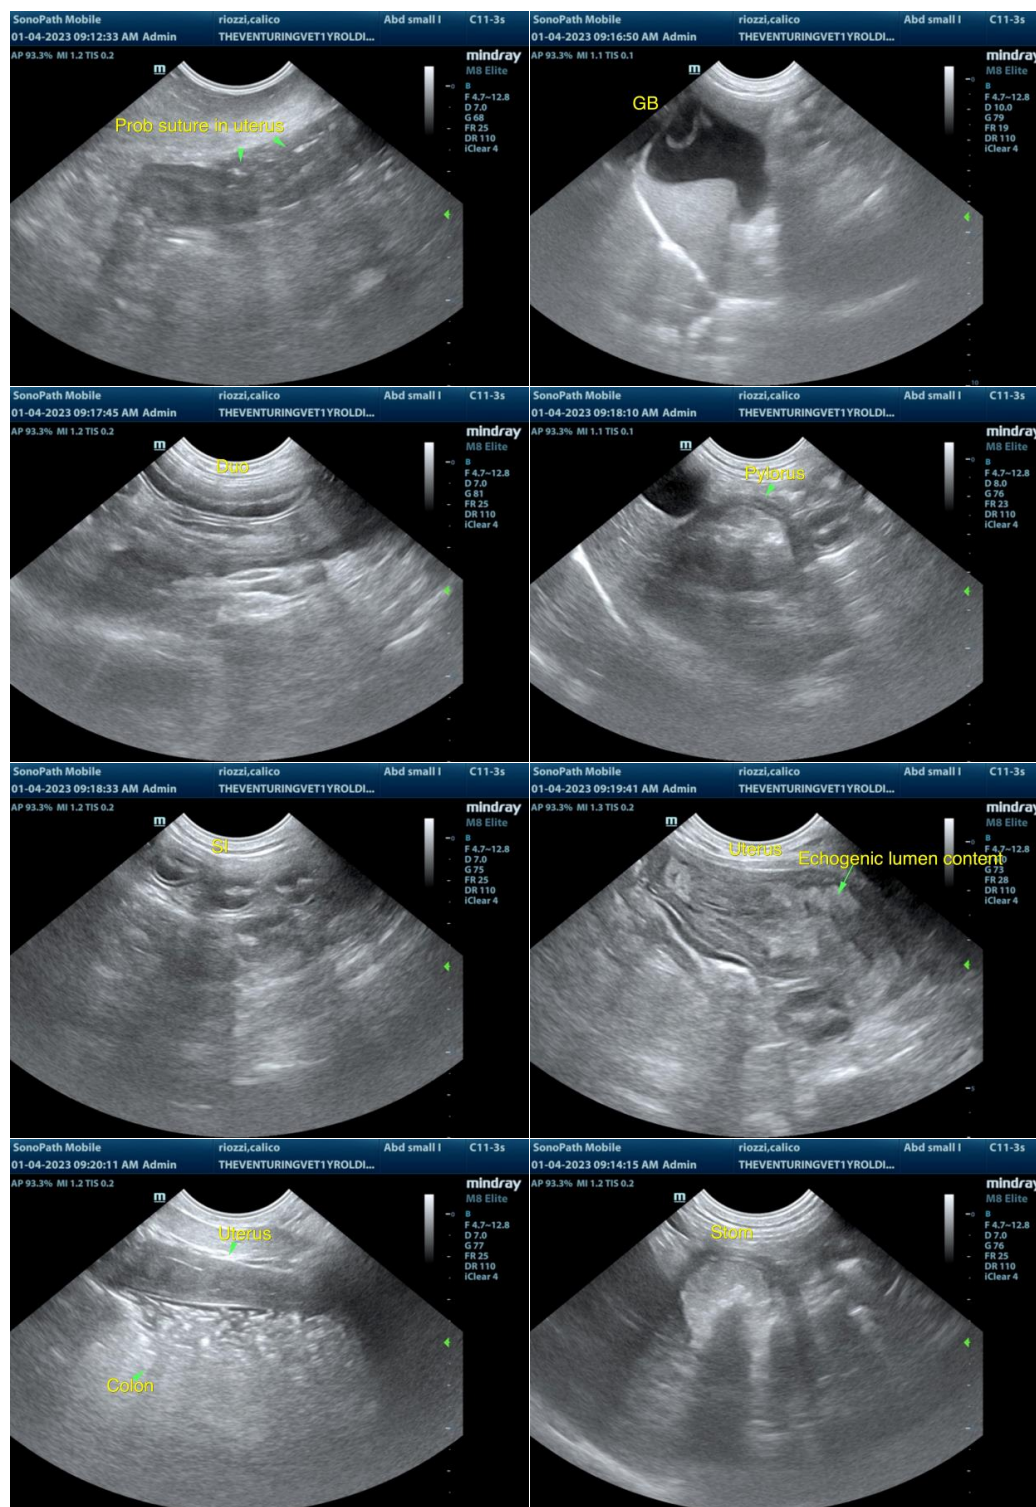 SonoPath Mobile riozzi,calico Abd small I C11-3s
01-04-2023 09:12:33 AM Admin THEVENTURINGVET1YROLDI...
AP 93.3% MI 1.2 TIS 0.2 mindray
M8 Elite
B
F 4.7~12.8
D 7.0
G 68
FR 25
DR 110
iClear 4
Prob suture in uterus
SonoPath Mobile riozzi,calico Abd small I C11-3s
01-04-2023 09:16:50 AM Admin THEVENTURINGVET1YROLDI...
AP 93.3% MI 1.1 TIS 0.1 mindray
M8 Elite
B
F 4.7~12.8
D 10.0
G 79
FR 19
DR 110
iClear 4
GB
10
SonoPath Mobile riozzi,calico Abd small I C11-3s
01-04-2023 09:17:45 AM Admin THEVENTURINGVET1YROLDI...
AP 93.3% MI 1.2 TIS 0.2 mindray
M8 Elite
B
F 4.7~12.8
D 7.0
G 81
FR 25
DR 110
iClear 4
Duo
SonoPath Mobile riozzi,calico Abd small I C11-3s
01-04-2023 09:18:10 AM Admin THEVENTURINGVET1YROLDI...
AP 93.3% MI 1.1 TIS 0.1 mindray
M8 Elite
B
F 4.7~12.8
D 8.0
G 76
FR 23
DR 110
iClear 4
Pylorus
SonoPath Mobile riozzi,calico Abd small I C11-3s
01-04-2023 09:18:33 AM Admin THEVENTURINGVET1YROLDI...
AP 93.3% MI 1.2 TIS 0.2 mindray
M8 Elite
B
F 4.7~12.8
D 7.0
G 75
FR 25
DR 110
iClear 4
SI
SonoPath Mobile riozzi,calico Abd small I C11-3s
01-04-2023 09:19:41 AM Admin THEVENTURINGVET1YROLDI...
AP 93.3% MI 1.3 TIS 0.2 mindray
M8 Elite
B
F 4.7~12.8
G 73
FR 28
DR 110
iClear 4
Uterus
Echogenic lumen content
5
SonoPath Mobile riozzi,calico Abd small I C11-3s
01-04-2023 09:20:11 AM Admin THEVENTURINGVET1YROLDI...
AP 93.3% MI 1.2 TIS 0.2 mindray
M8 Elite
B
F 4.7~12.8
D 7.0
G 77
FR 25
DR 110
iClear 4
Uterus
Colon
SonoPath Mobile riozzi,calico Abd small I C11-3s
01-04-2023 09:14:15 AM Admin THEVENTURINGVET1YROLDI...
AP 93.3% MI 1.2 TIS 0.2 mindray
M8 Elite
B
F 4.7~12.8
D 7.0
G 76
FR 25
DR 110
iClear 4
Stom